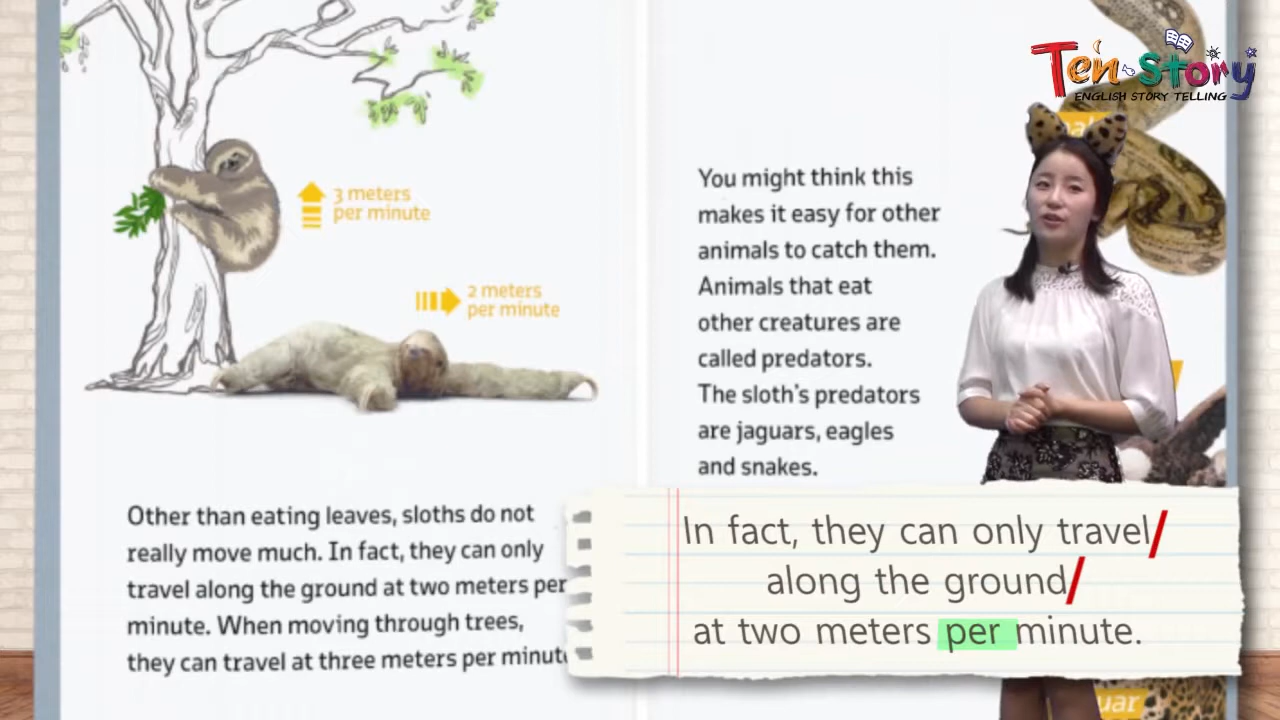 Ten Story
ENGLISH STORY TELLING
3 meters
per minute
2 meters
per minute
Other than eating leaves, sloths do not
really move much. In fact, they can only
travel along the ground at two meters per
minute. When moving through trees,
they can travel at three meters per minute
You might think this
makes it easy for other
animals to catch them.
Animals that eat
other creatures are
called predators.
The sloth's predators
are jaguars, eagles
and snakes.
In fact, they can only travel/
along the ground/
at two meters per minute.